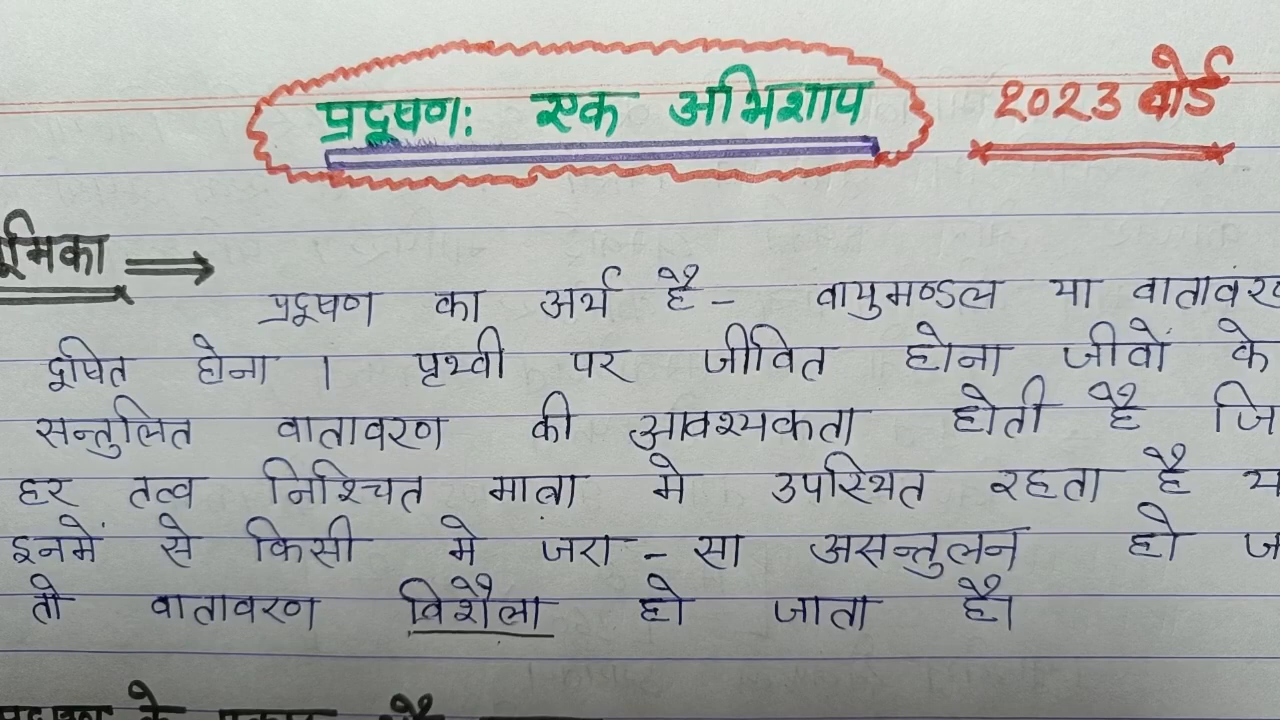 प्रदूषण: एक अभिशाप 2023 बोर्ड
भूमिका ⟹
प्रदूषण का अर्थ है - वायुमण्डल या वातावरण
दूषित होना । पृथ्वी पर जीवित होना जीवों के
सन्तुलित वातावरण की आवश्यकता होती है जि
हर तत्व निश्चित मात्रा मे उपस्थित रहता है य
इनमें से किसी मे जरा - सा असन्तुलन हो ज
तो वातावरण विशैला हो जाता है।